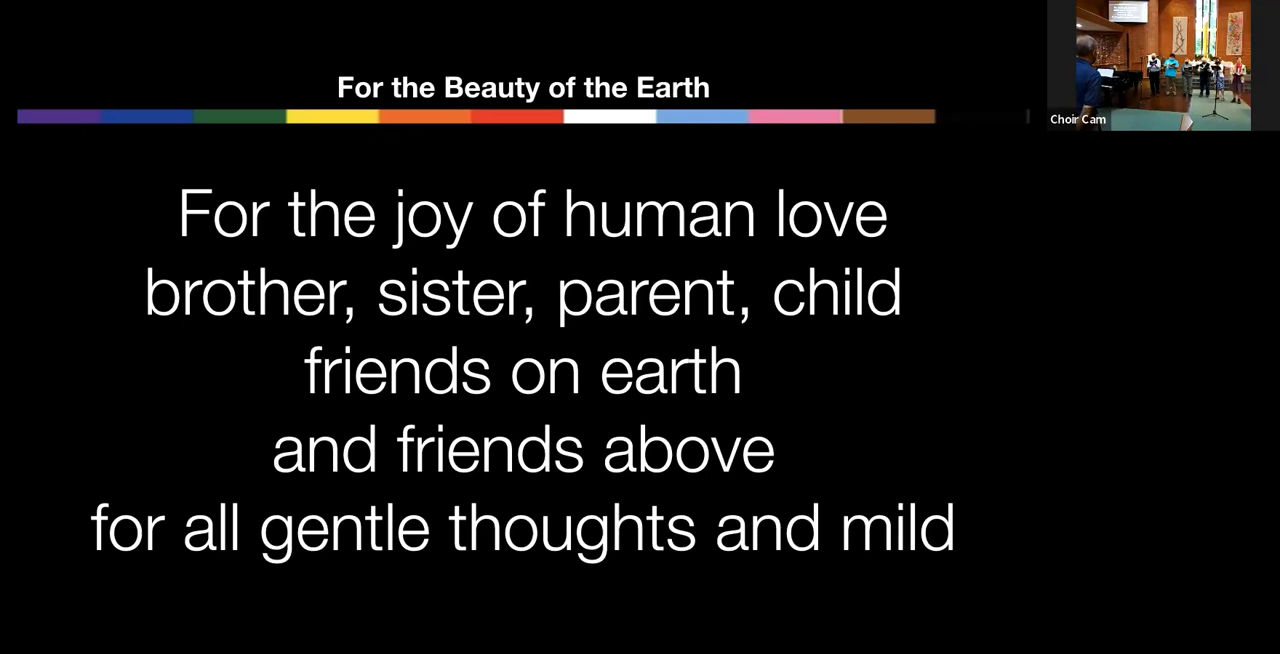 For the Beauty of the Earth
Choir Cam
For the joy of human love
brother, sister, parent, child
friends on earth
and friends above
for all gentle thoughts and mild